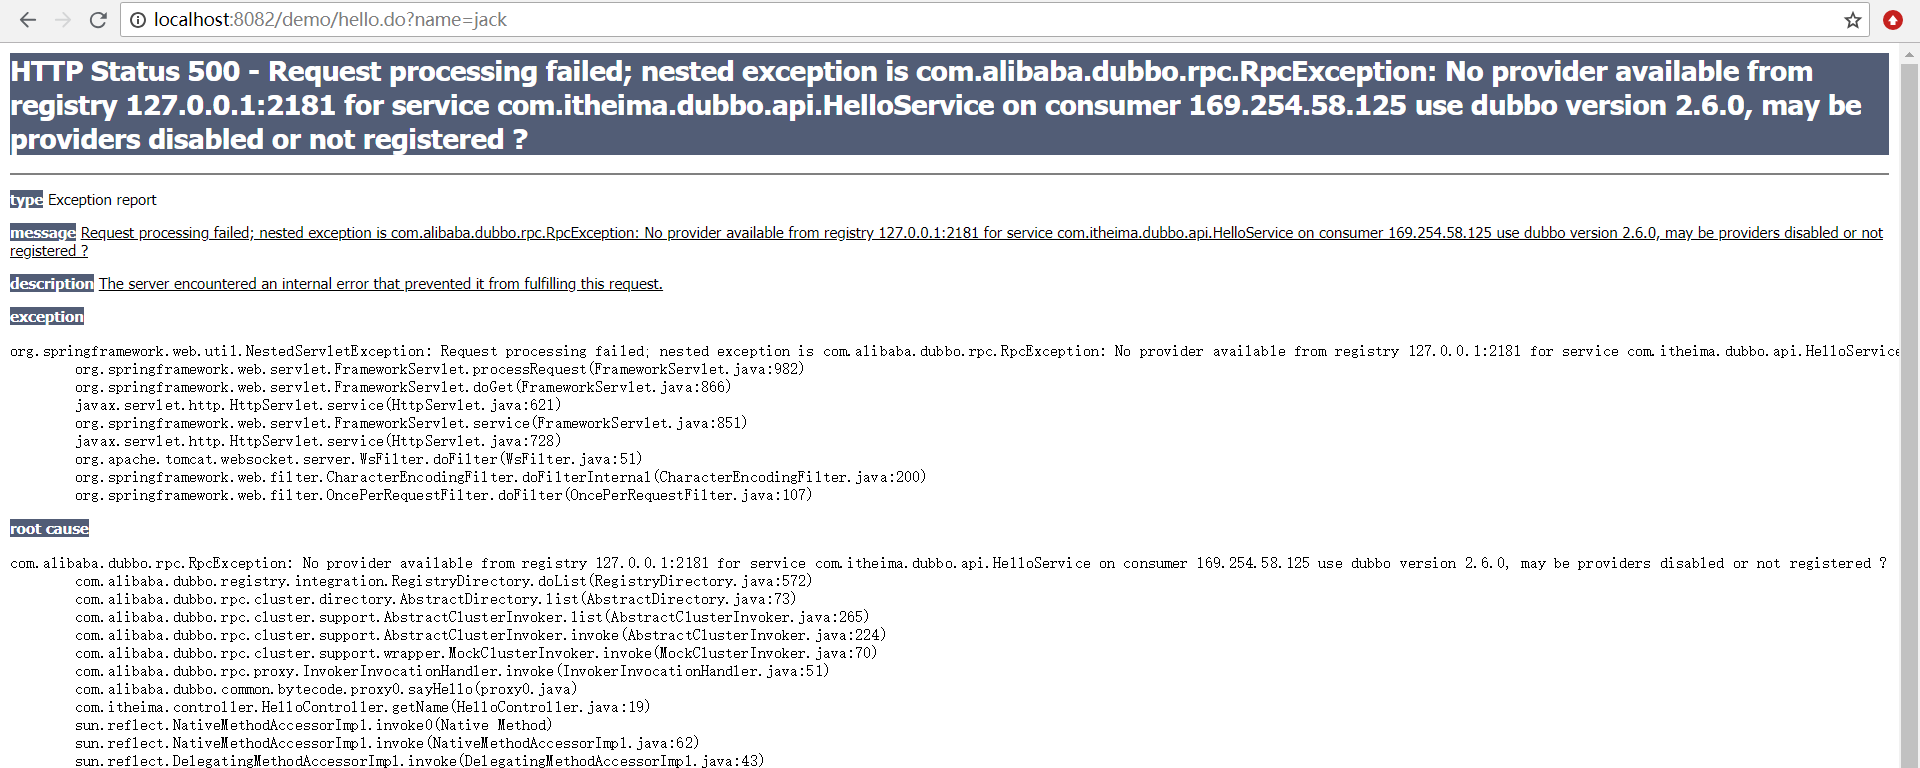 localhost:8082/demo/hello.do?name=jack
HTTP Status 500 - Request processing failed; nested exception is com.alibaba.dubbo.rpc.RpcException: No provider available from
registry 127.0.0.1:2181 for service com.itheima.dubbo.api.HelloService on consumer 169.254.58.125 use dubbo version 2.6.0, may be
providers disabled or not registered ?
type Exception report
message Request processing failed; nested exception is com.alibaba.dubbo.rpc.RpcException: No provider available from registry 127.0.0.1:2181 for service com.itheima.dubbo.api.HelloService on consumer 169.254.58.125 use dubbo version 2.6.0, may be providers disabled or not
registered ?
description The server encountered an internal error that prevented it from fulfilling this request.
exception
org.springframework.web.util.NestedServletException: Request processing failed; nested exception is com.alibaba.dubbo.rpc.RpcException: No provider available from registry 127.0.0.1:2181 for service com.itheima.dubbo.api.HelloService
org.springframework.web.servlet.FrameworkServlet.processRequest(FrameworkServlet.java:982)
org.springframework.web.servlet.FrameworkServlet.doGet(FrameworkServlet.java:866)
javax.servlet.http.HttpServlet.service(HttpServlet.java:621)
org.springframework.web.servlet.FrameworkServlet.service(FrameworkServlet.java:851)
javax.servlet.http.HttpServlet.service(HttpServlet.java:728)
org.apache.tomcat.websocket.server.WsFilter.doFilter(WsFilter.java:51)
org.springframework.web.filter.CharacterEncodingFilter.doFilterInternal(CharacterEncodingFilter.java:200)
org.springframework.web.filter.OncePerRequestFilter.doFilter(OncePerRequestFilter.java:107)
root cause
com.alibaba.dubbo.rpc.RpcException: No provider available from registry 127.0.0.1:2181 for service com.itheima.dubbo.api.HelloService on consumer 169.254.58.125 use dubbo version 2.6.0, may be providers disabled or not registered ?
com.alibaba.dubbo.registry.integration.RegistryDirectory.doList(RegistryDirectory.java:572)
com.alibaba.dubbo.rpc.cluster.directory.AbstractDirectory.list(AbstractDirectory.java:73)
com.alibaba.dubbo.rpc.cluster.support.AbstractClusterInvoker.list(AbstractClusterInvoker.java:265)
com.alibaba.dubbo.rpc.cluster.support.AbstractClusterInvoker.invoke(AbstractClusterInvoker.java:224)
com.alibaba.dubbo.rpc.cluster.support.wrapper.MockClusterInvoker.invoke(MockClusterInvoker.java:70)
com.alibaba.dubbo.rpc.proxy.InvokerInvocationHandler.invoke(InvokerInvocationHandler.java:51)
com.alibaba.dubbo.common.bytecode.proxy0.sayHello(proxy0.java)
com.itheima.controller.HelloController.getName(HelloController.java:19)
sun.reflect.NativeMethodAccessorImpl.invoke0(Native Method)
sun.reflect.NativeMethodAccessorImpl.invoke(NativeMethodAccessorImpl.java:62)
sun.reflect.DelegatingMethodAccessorImpl.invoke(DelegatingMethodAccessorImpl.java:43)